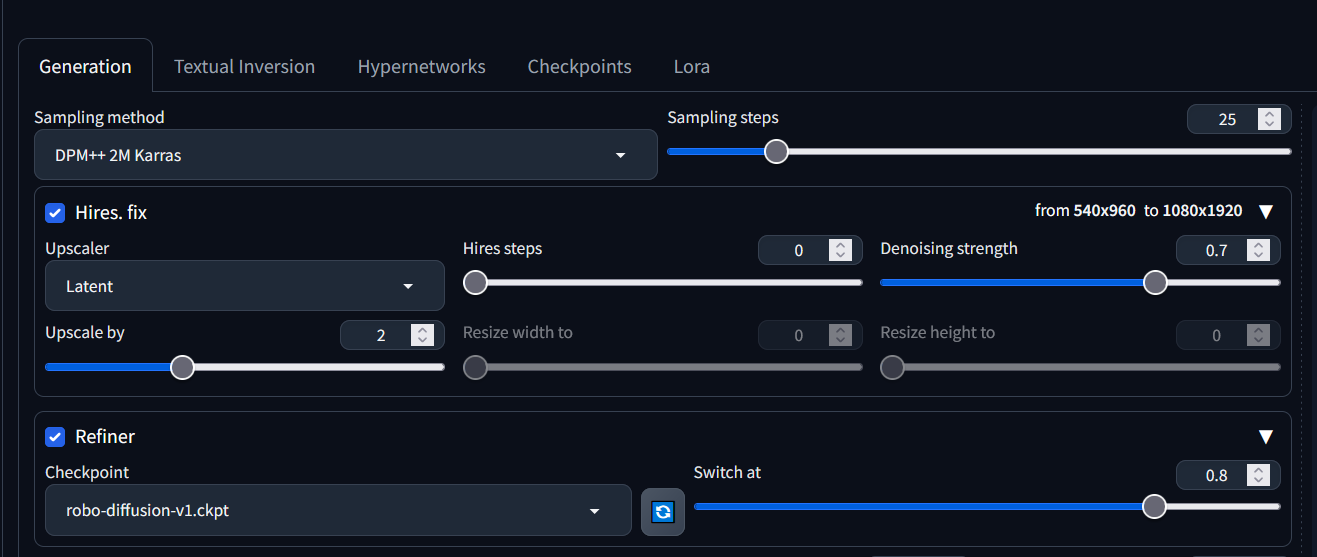 Generation Textual Inversion Hypernetworks Checkpoints Lora
Sampling method Sampling steps 25
DPM++ 2M Karras
Hires. fix from 540x960 to 1080x1920
Upscaler Hires steps 0 Denoising strength 0.7
Latent
Upscale by 2 Resize width to 0 Resize height to 0
Refiner
Checkpoint Switch at 0.8
robo-diffusion-v1.ckpt